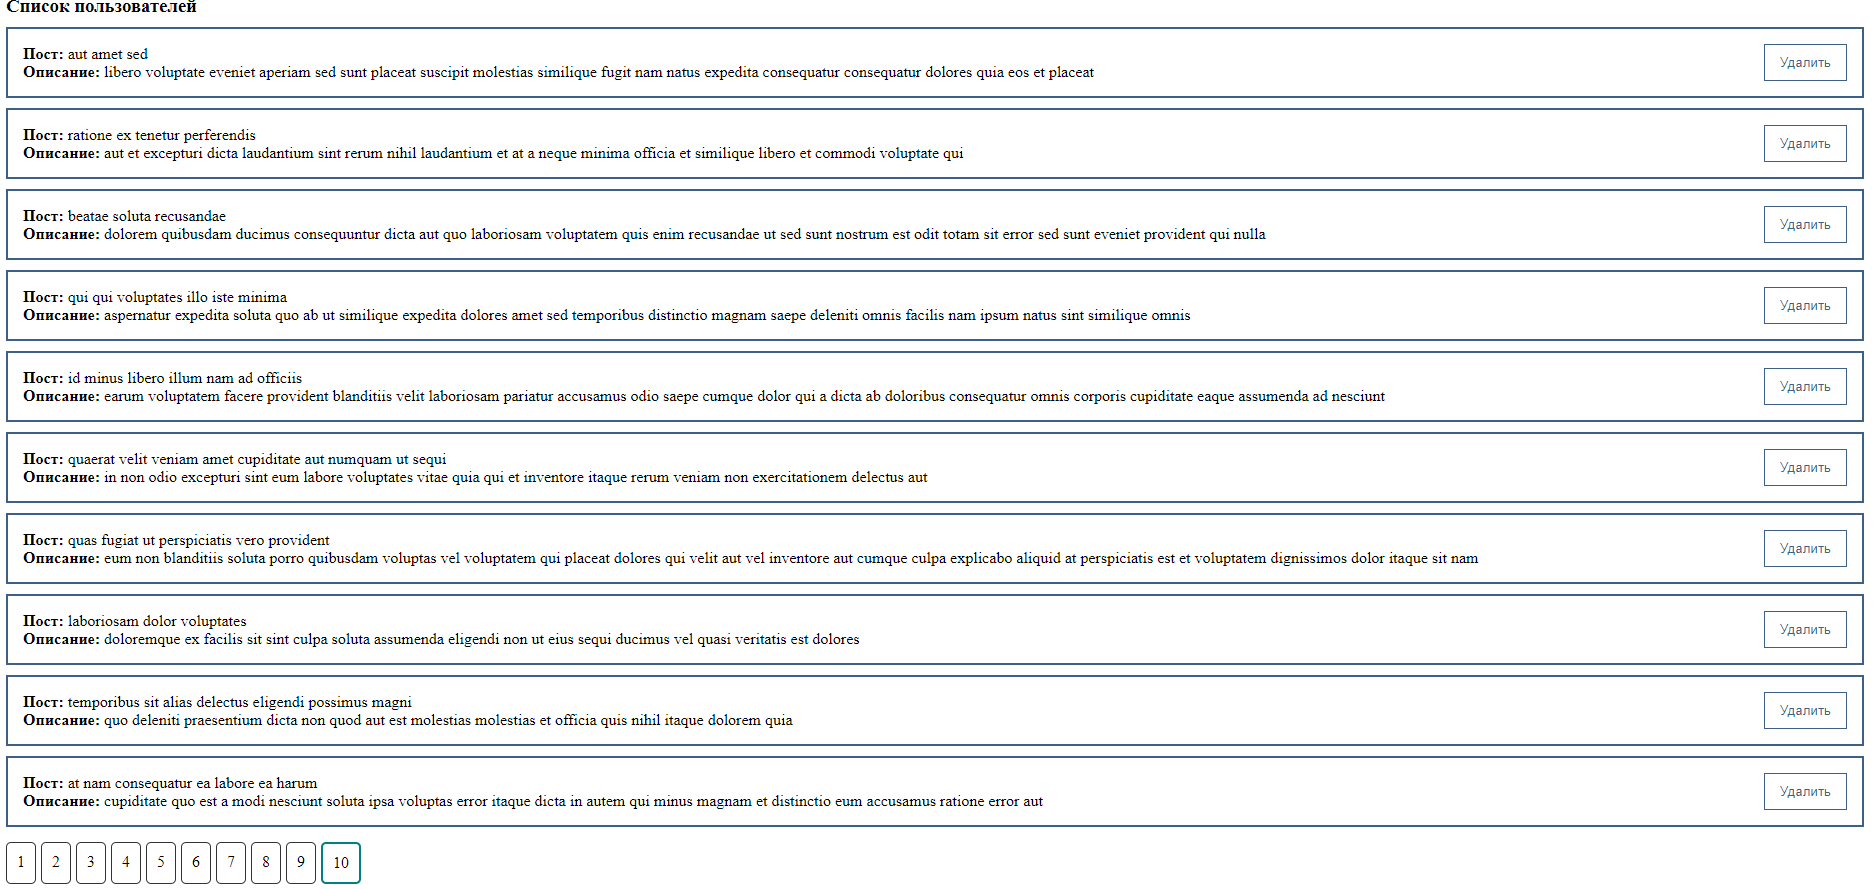 Список пользователей
Пост: aut amet sed
Описание: libero voluptate eveniet aperiam sed sunt placeat suscipit molestias similique fugit nam natus expedita consequatur consequatur dolores quia eos et placeat
Удалить
Пост: ratione ex tenetur perferendis
Описание: aut et excepturi dicta laudantium sint rerum nihil laudantium et at a neque minima officia et similique libero et commodi voluptate qui
Удалить
Пост: beatae soluta recusandae
Описание: dolorem quibusdam ducimus consequuntur dicta aut quo laboriosam voluptatem quis enim recusandae ut sed sunt nostrum est odit totam sit error sed sunt eveniet provident qui nulla
Удалить
Пост: qui qui voluptates illo iste minima
Описание: aspernatur expedita soluta quo ab ut similique expedita dolores amet sed temporibus distinctio magnam saepe deleniti omnis facilis nam ipsum natus sint similique omnis
Удалить
Пост: id minus libero illum nam ad officiis
Описание: earum voluptatem facere provident blanditiis velit laboriosam pariatur accusamus odio saepe cumque dolor qui a dicta ab doloribus consequatur omnis corporis cupiditate eaque assumenda ad nesciunt
Удалить
Пост: quaerat velit veniam amet cupiditate aut numquam ut sequi
Описание: in non odio excepturi sint eum labore voluptates vitae quia qui et inventore itaque rerum veniam non exercitationem delectus aut
Удалить
Пост: quas fugiat ut perspiciatis vero provident
Описание: eum non blanditiis soluta porro quibusdam voluptas vel voluptatem qui placeat dolores qui velit aut vel inventore aut cumque culpa explicabo aliquid at perspiciatis est et voluptatem dignissimos dolor itaque sit nam
Удалить
Пост: laboriosam dolor voluptates
Описание: doloremque ex facilis sit sint culpa soluta assumenda eligendi non ut eius sequi ducimus vel quasi veritatis est dolores
Удалить
Пост: temporibus sit alias delectus eligendi possimus magni
Описание: quo deleniti praesentium dicta non quod aut est molestias molestias et officia quis nihil itaque dolorem quia
Удалить
Пост: at nam consequatur ea labore ea harum
Описание: cupiditate quo est a modi nesciunt soluta ipsa voluptas error itaque dicta in autem qui minus magnam et distinctio eum accusamus ratione error aut
Удалить
1 2 3 4 5 6 7 8 9 10